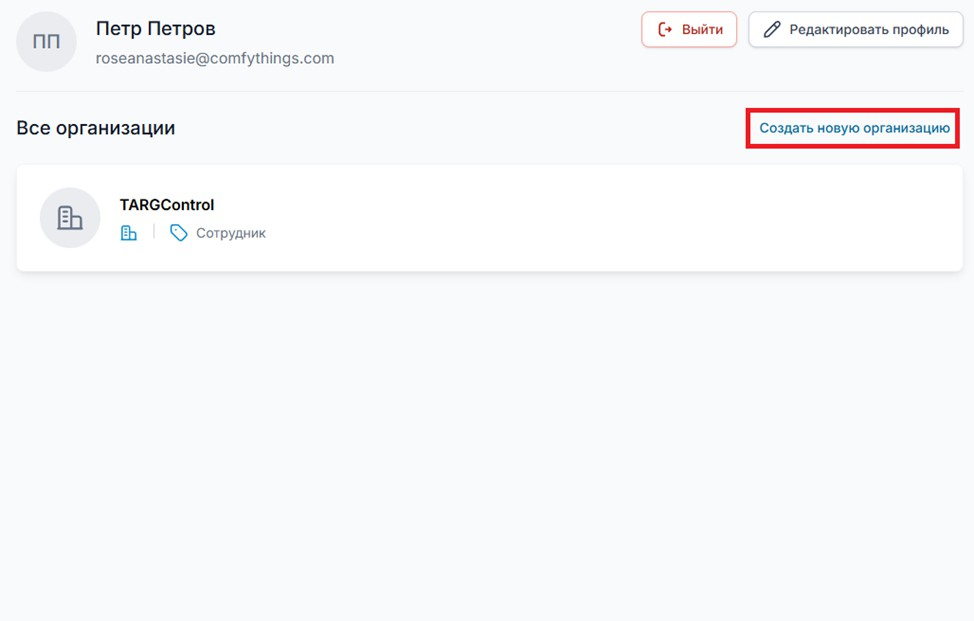 ПП
Петр Петров
roseanastasie@comfythings.com
Выйти
Редактировать профиль
Все организации
Создать новую организацию
TARGControl
Сотрудник